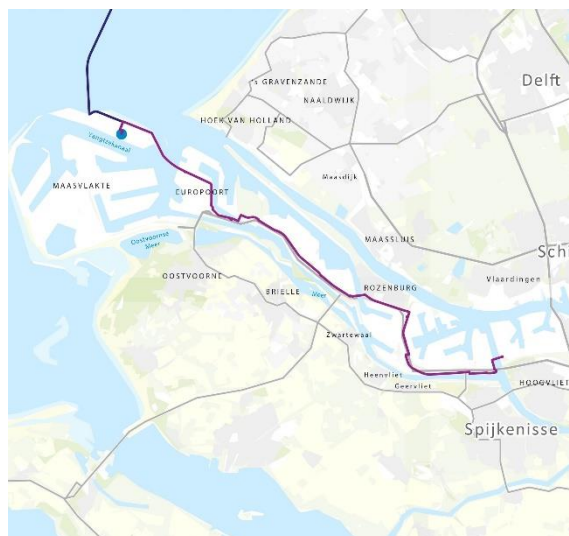 Delft
's GRAVENZANDE
NAALDWIJK
HOEK VAN HOLLAND
Yangtzekanaal
Maasdijk
MAASVLAKTE
EUROPOORT
MAASSLUIS
Oostvoornse
Meer
Sch
OOSTVOORNE
Vlaardingen
BRIELLE
Meer
ROZENBURG
Zwartewaal
Heenvliet
Geervliet
HOOGVLIET
Spijkenisse